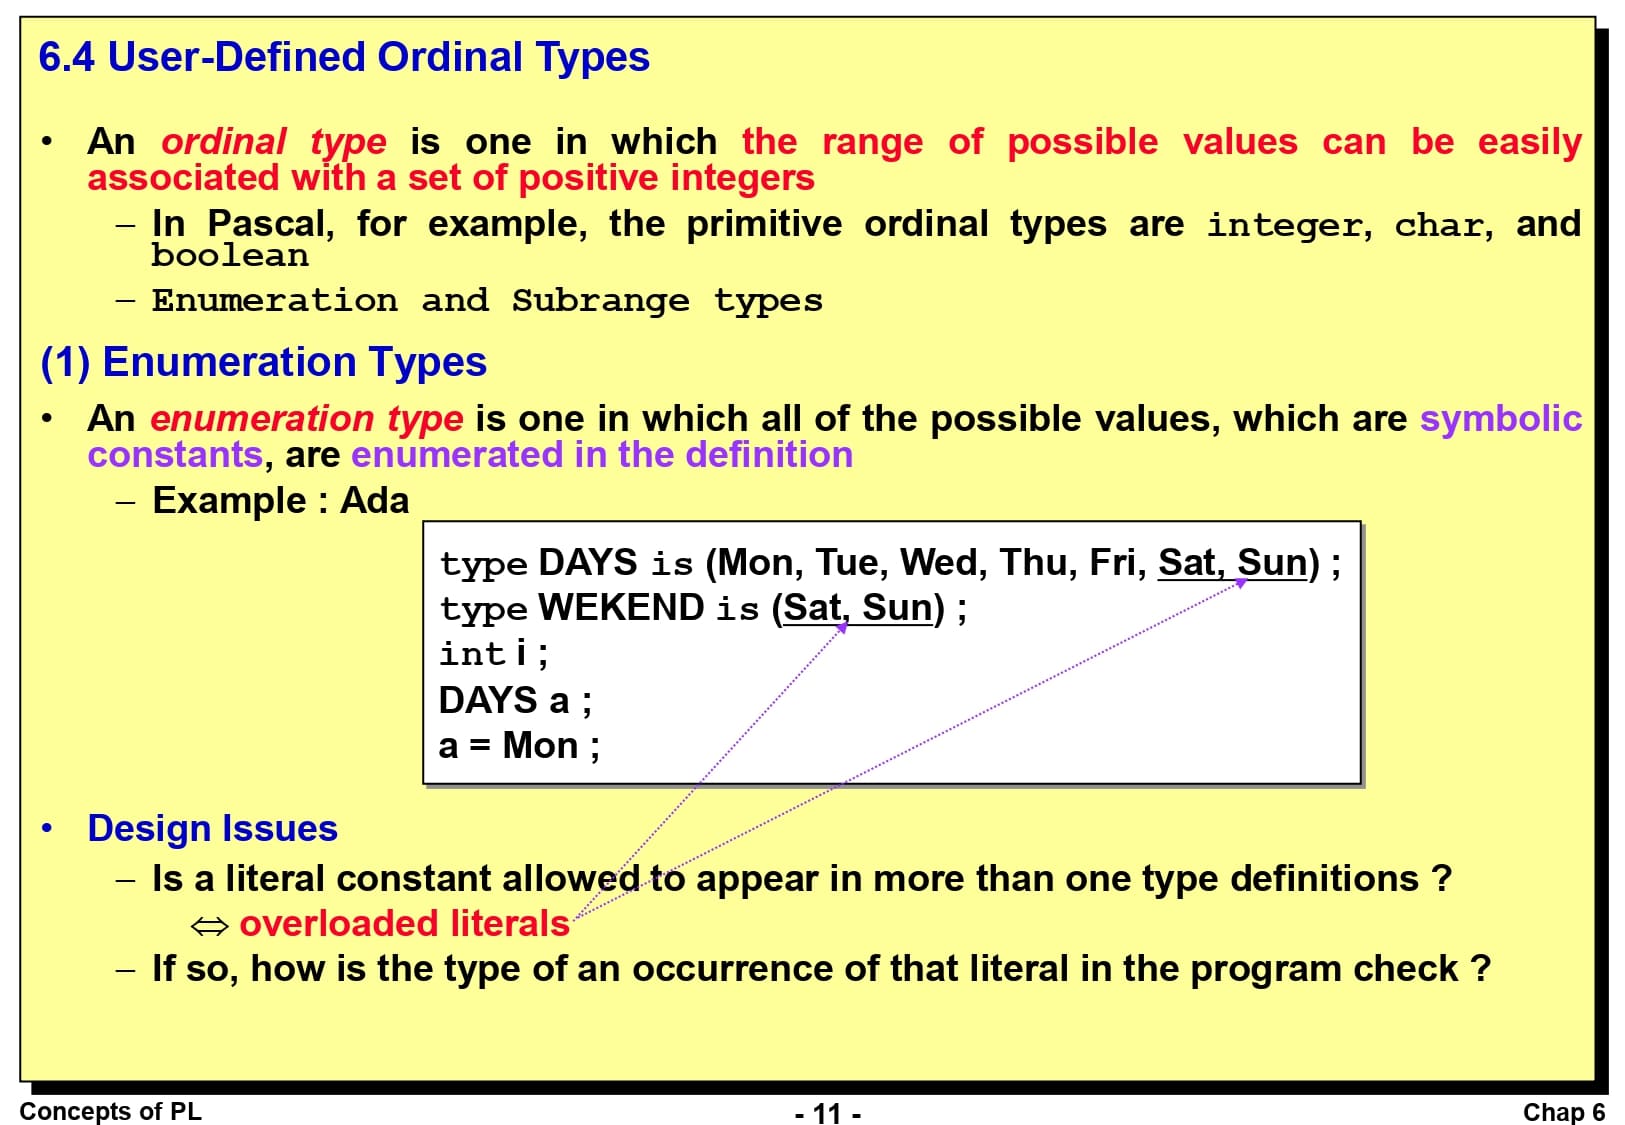 6.4 User-Defined Ordinal Types
• An ordinal type is one in which the range of possible values can be easily
associated with a set of positive integers
– In Pascal, for example, the primitive ordinal types are integer, char, and
boolean
– Enumeration and Subrange types
(1) Enumeration Types
• An enumeration type is one in which all of the possible values, which are symbolic
constants, are enumerated in the definition
– Example : Ada
type DAYS is (Mon, Tue, Wed, Thu, Fri, Sat, Sun) ;
type WEKEND is (Sat, Sun) ;
int i ;
DAYS a ;
a = Mon ;
• Design Issues
– Is a literal constant allowed to appear in more than one type definitions ?
⇔ overloaded literals
– If so, how is the type of an occurrence of that literal in the program check ?
Concepts of PL
- 11 -
Chap 6